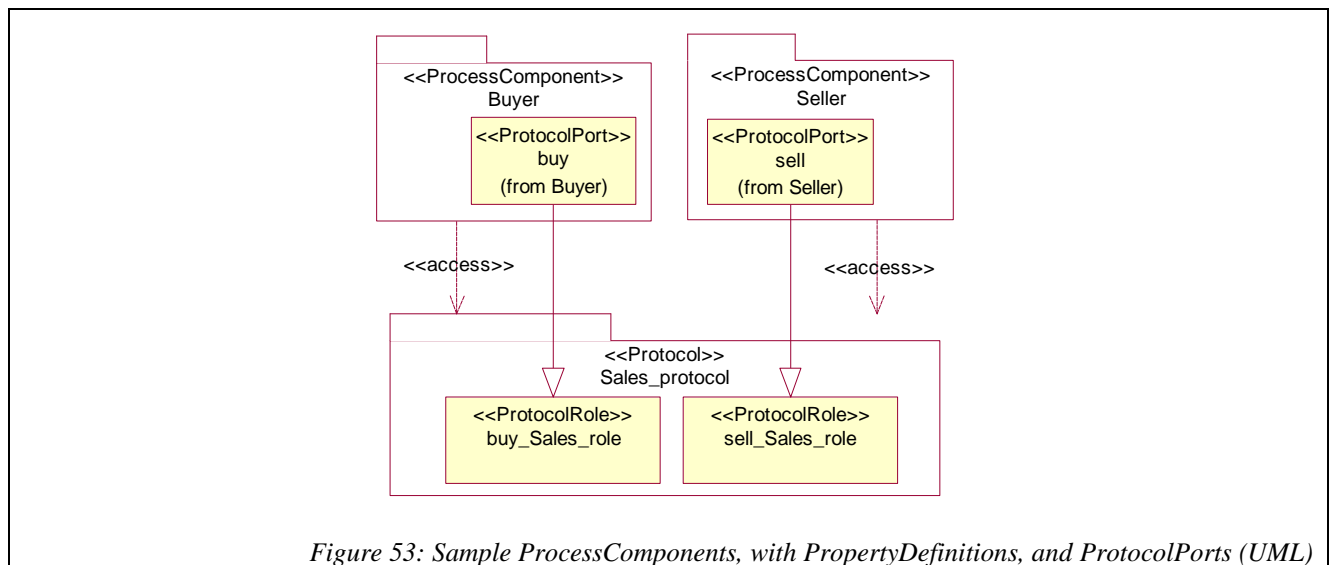 <<ProcessComponent>>
Buyer
<<ProtocolPort>>
buy
(from Buyer)
<<ProcessComponent>>
Seller
<<ProtocolPort>>
sell
(from Seller)
<<access>>
<<access>>
<<Protocol>>
Sales_protocol
<<ProtocolRole>>
buy_Sales_role
<<ProtocolRole>>
sell_Sales_role
Figure 53: Sample ProcessComponents, with PropertyDefinitions, and ProtocolPorts (UML)